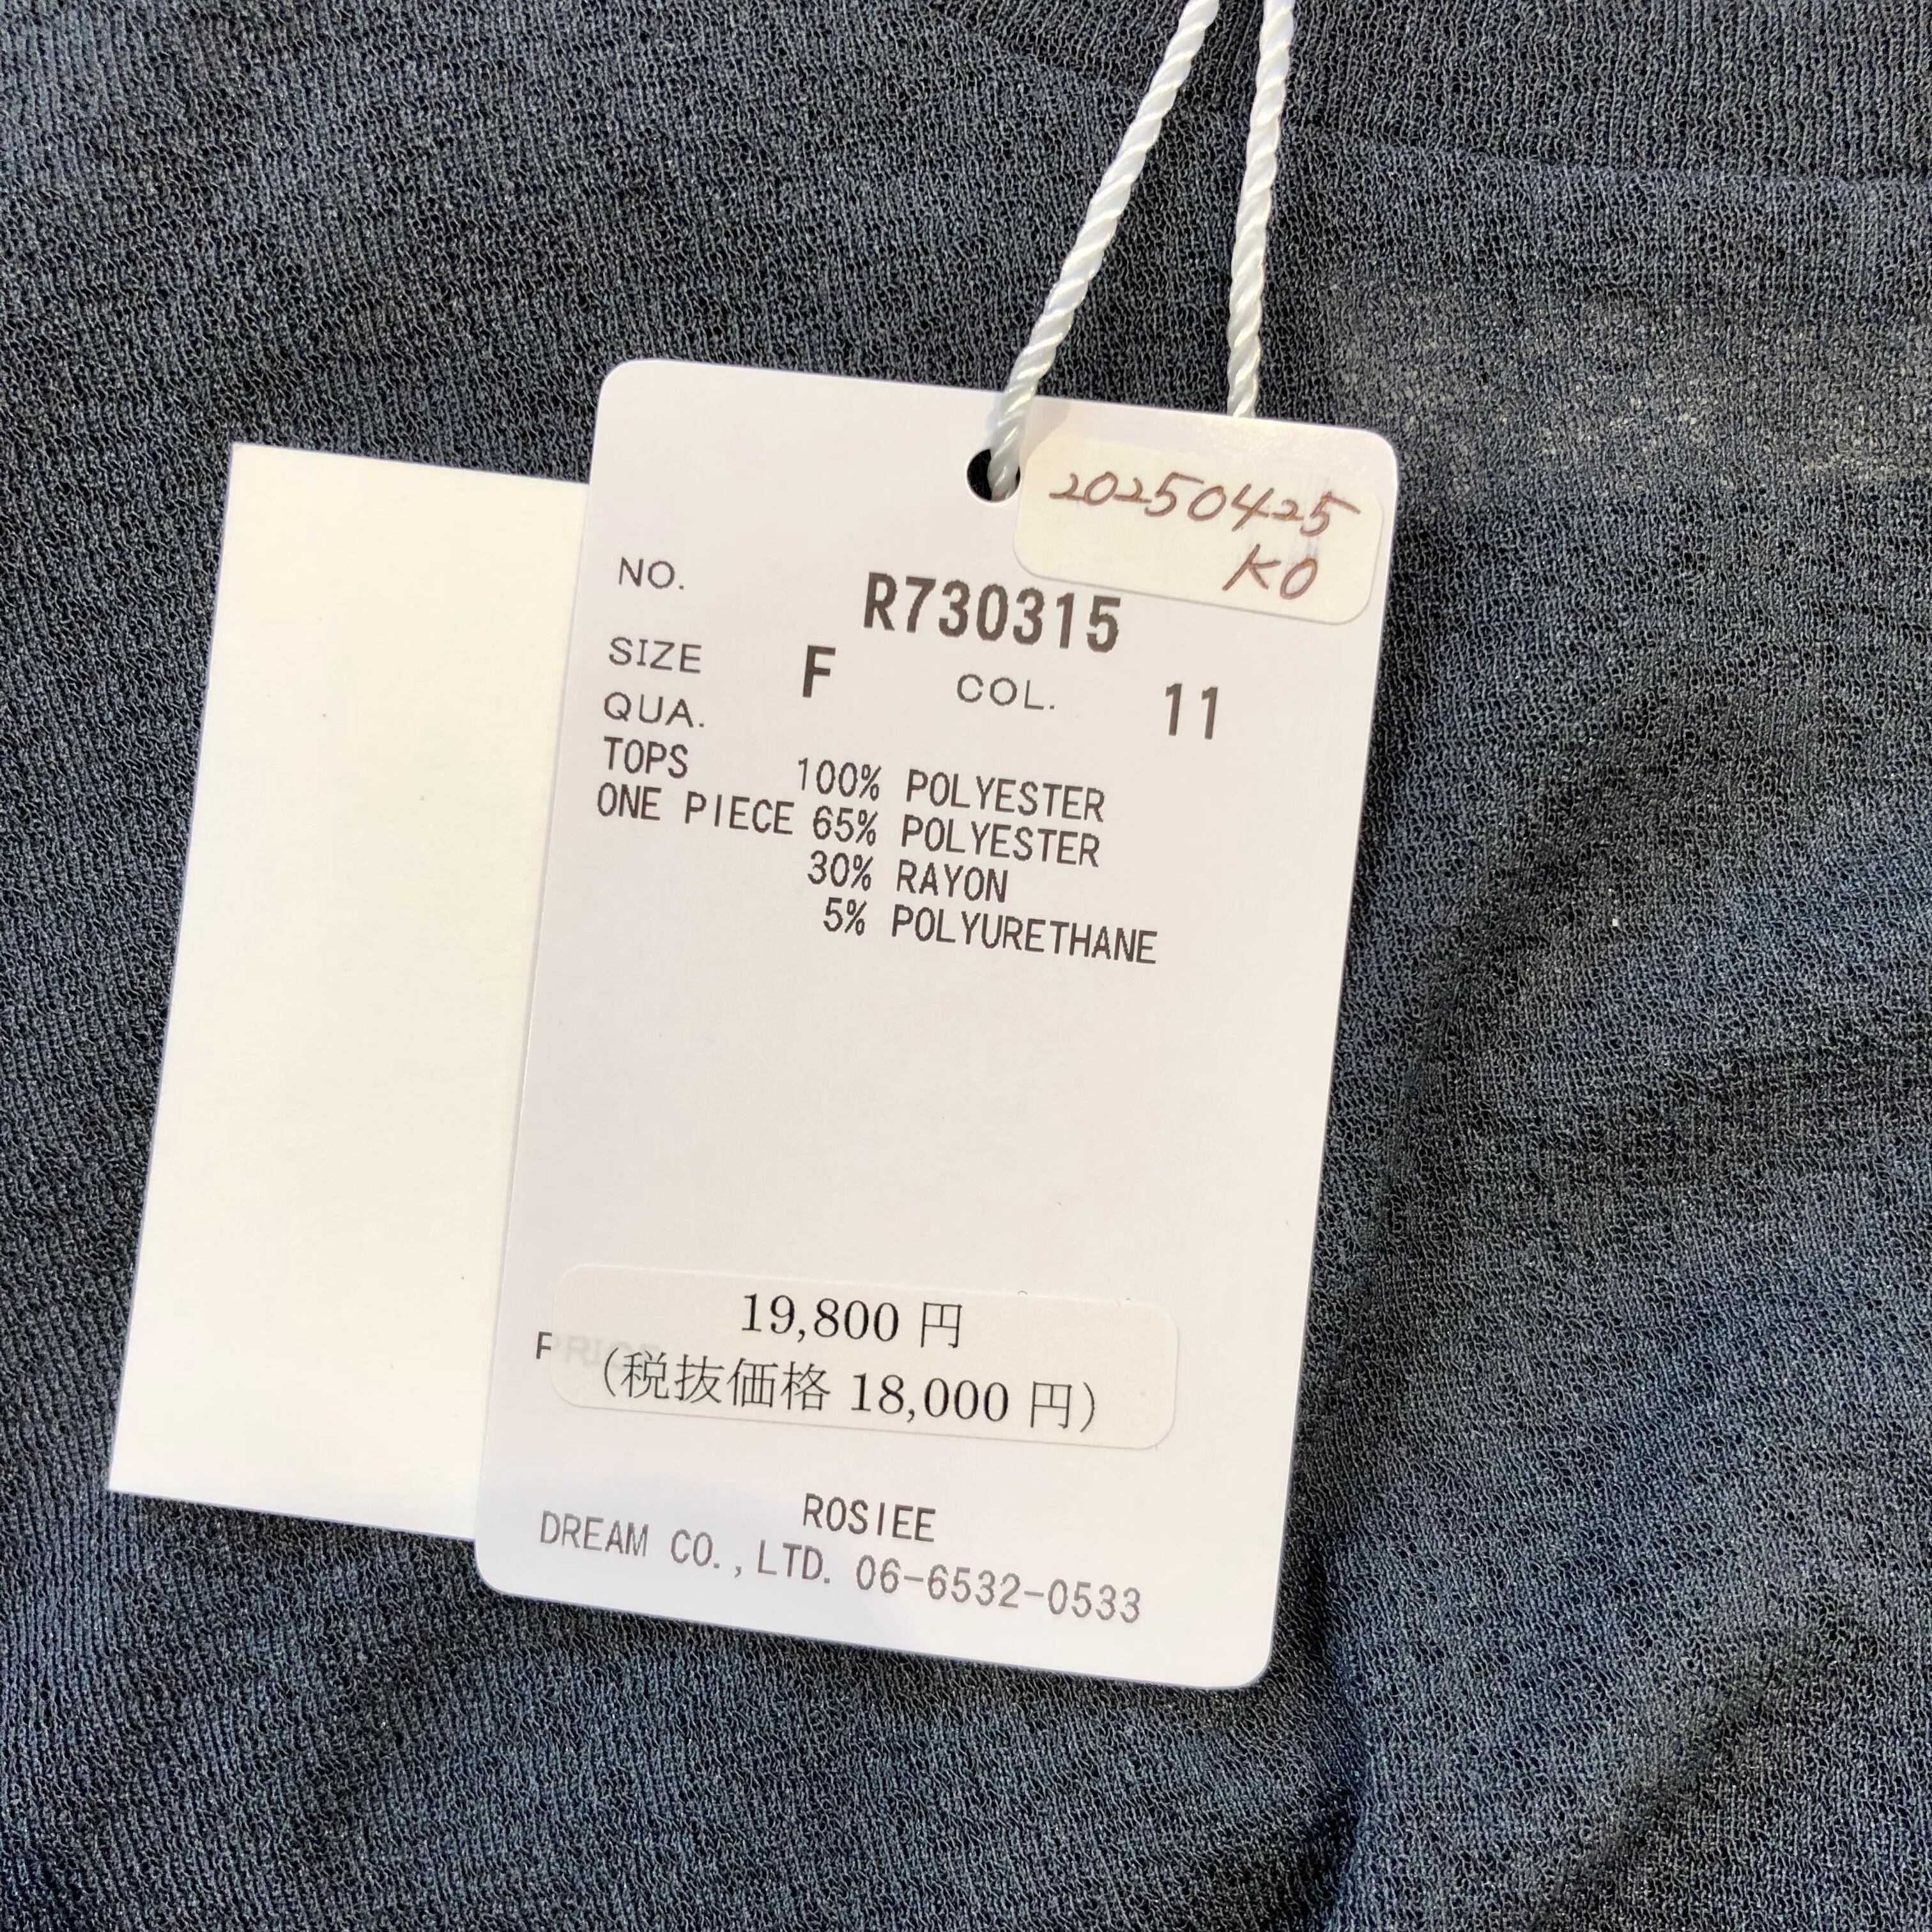 20250425
KO
NO. R730315
SIZE F COL. 11
QUA.
TOPS 100% POLYESTER
ONE PIECE 65% POLYESTER
30% RAYON
5% POLYURETHANE
19,800 円
PRICE
(税抜価格 18,000 円)
ROSIEE
DREAM CO.,LTD. 06-6532-0533